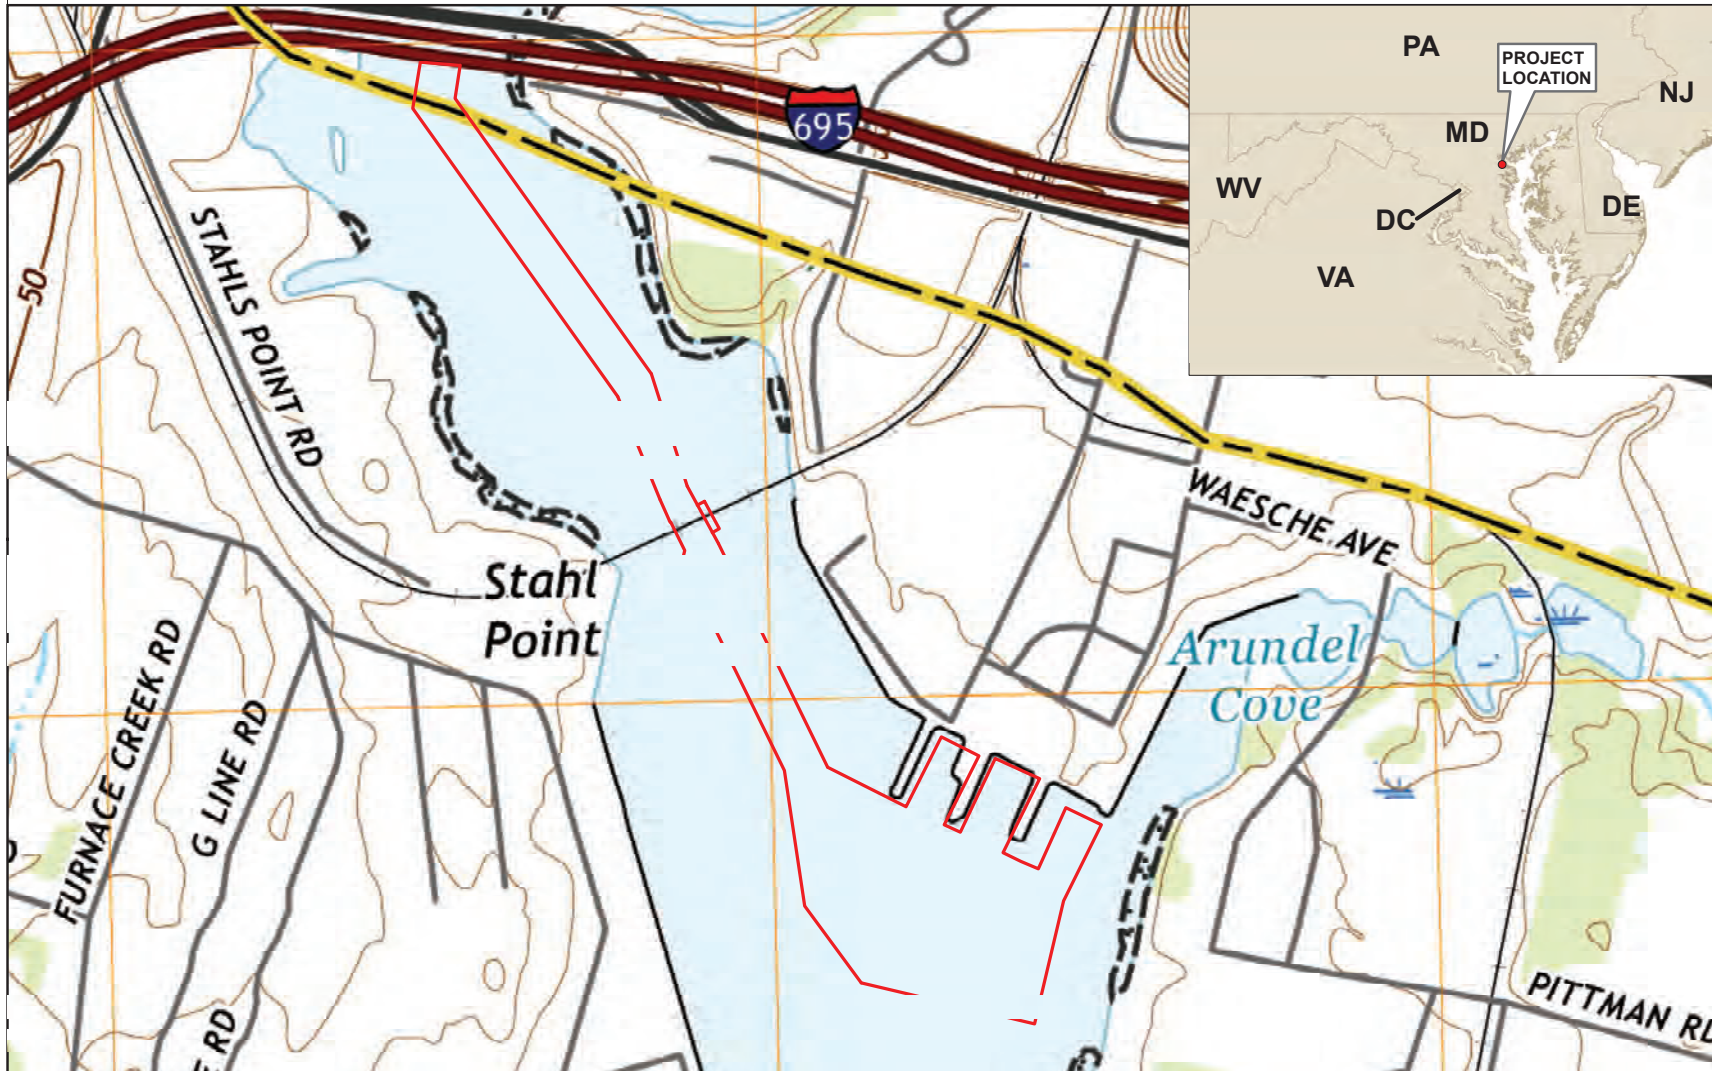 PA
PROJECT
LOCATION
NJ
MD
WV
DC
DE
VA
695
50
STAHLS POINT RD
WAESCHE AVE
Stahl
Point
Arundel
Cove
FURNACE CREEK RD
G LINE RD
RD
PITTMAN RD